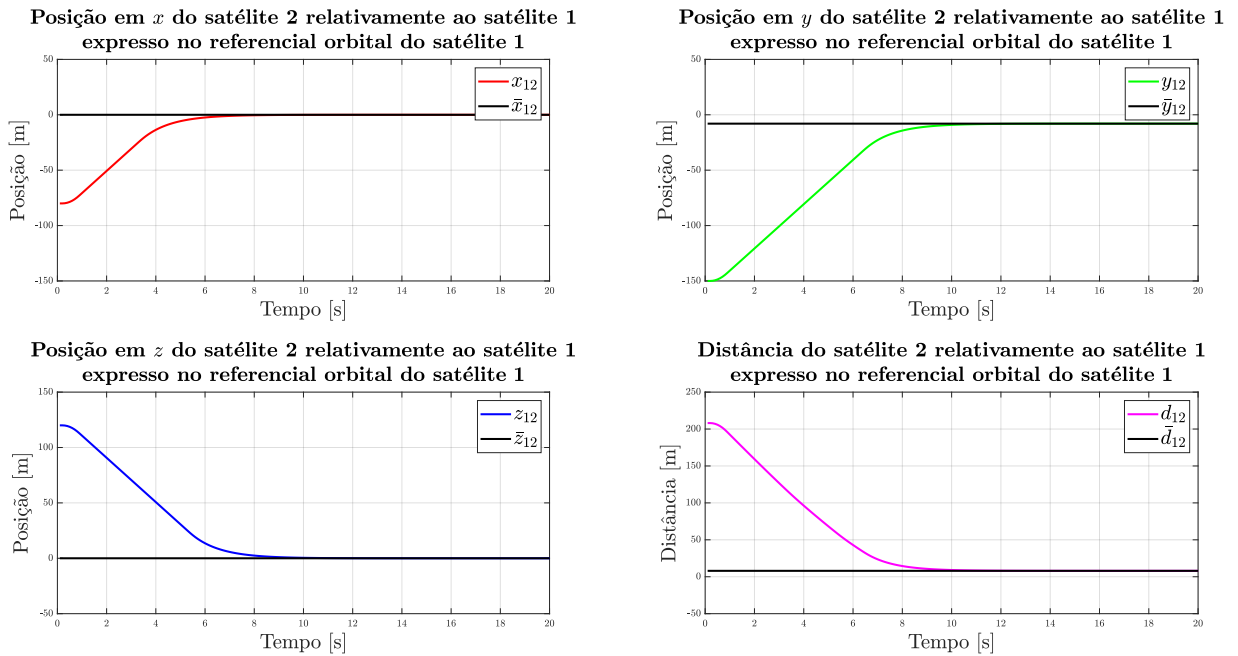 Posição em x do satélite 2 relativamente ao satélite 1
expresso no referencial orbital do satélite 1
50
0
-50
-100
-150
Posição [m]
x₁₂
x̄₁₂
0 2 4 6 8 10 12 14 16 18 20
Tempo [s]
Posição em y do satélite 2 relativamente ao satélite 1
expresso no referencial orbital do satélite 1
50
0
-50
-100
-150
Posição [m]
y₁₂
ȳ₁₂
0 2 4 6 8 10 12 14 16 18 20
Tempo [s]
Posição em z do satélite 2 relativamente ao satélite 1
expresso no referencial orbital do satélite 1
150
100
50
0
-50
Posição [m]
z₁₂
z̄₁₂
0 2 4 6 8 10 12 14 16 18 20
Tempo [s]
Distância do satélite 2 relativamente ao satélite 1
expresso no referencial orbital do satélite 1
250
200
150
100
50
0
-50
Distância [m]
d₁₂
d̄₁₂
0 2 4 6 8 10 12 14 16 18 20
Tempo [s]